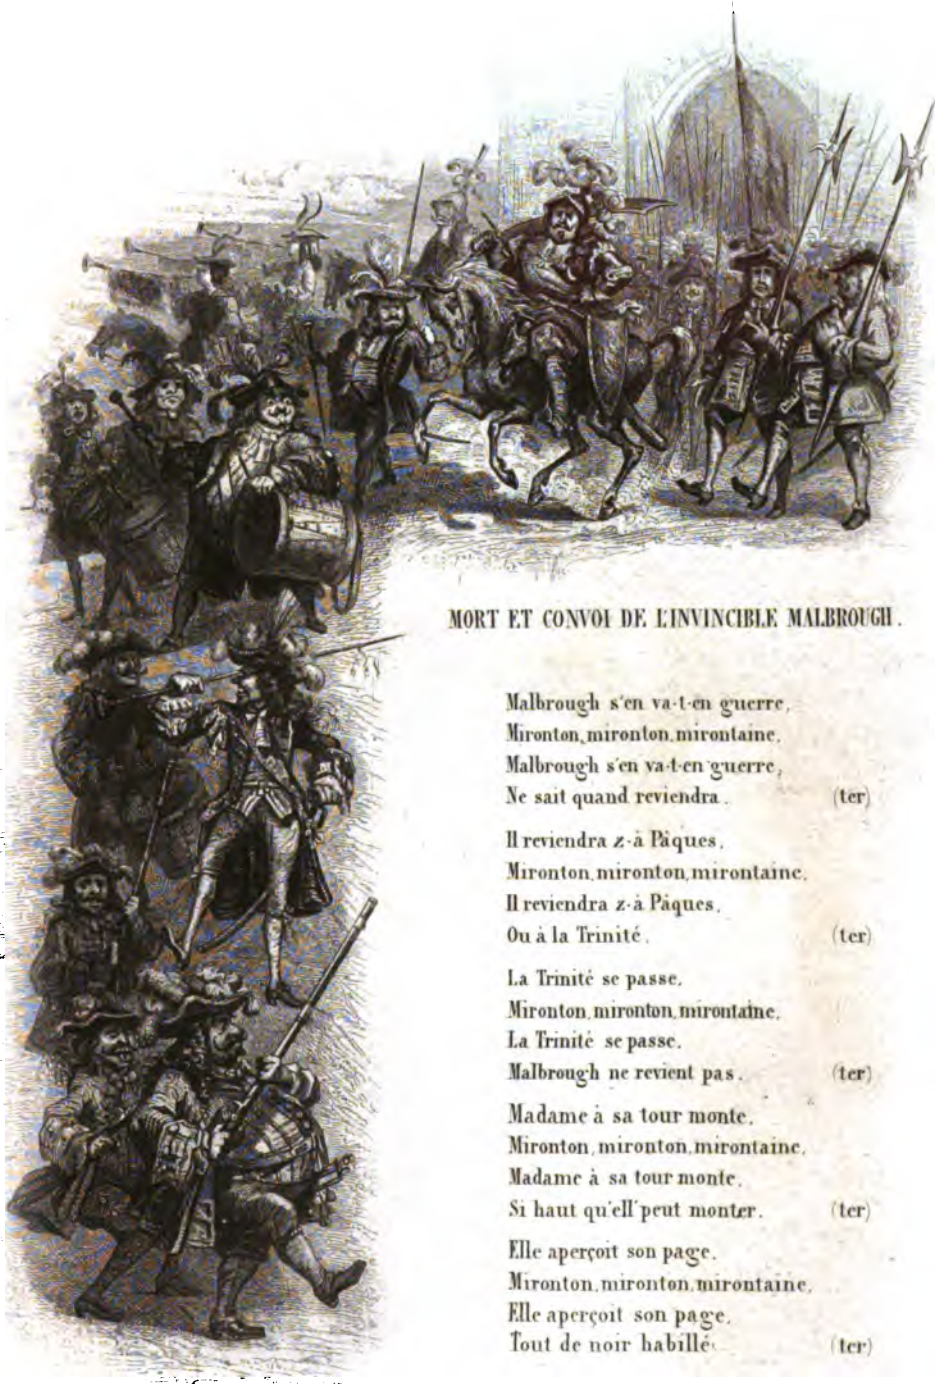 MORT ET CONVOI DE L'INVINCIBLE MALBROUGH.
Malbrough s'en va-t-en guerre,
Mironton, mironton, mirontaine,
Malbrough s'en va-t-en guerre,
Ne sait quand reviendra. (ter)
Il reviendra z-à Pâques,
Mironton, mironton, mirontaine,
Il reviendra z-à Pâques,
Ou à la Trinité. (ter)
La Trinité se passe,
Mironton, mironton, mirontaine,
La Trinité se passe,
Malbrough ne revient pas. (ter)
Madame à sa tour monte,
Mironton, mironton, mirontaine,
Madame à sa tour monte,
Si haut qu'ell' peut monter. (ter)
Elle aperçoit son page,
Mironton, mironton, mirontaine,
Elle aperçoit son page,
Tout de noir habillé. (ter)